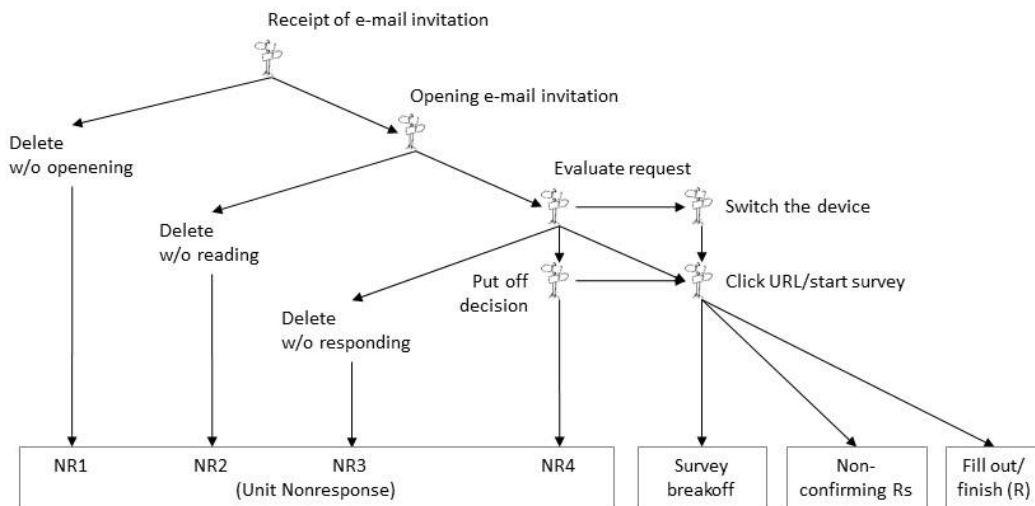 Receipt of e-mail invitation
Opening e-mail invitation
Delete
w/o openening
Evaluate request
Switch the device
Delete
w/o reading
Put off
decision
Click URL/start survey
Delete
w/o responding
NR1
NR2
NR3
NR4
(Unit Nonresponse)
Survey
breakoff
Non-
confirming Rs
Fill out/
finish (R)